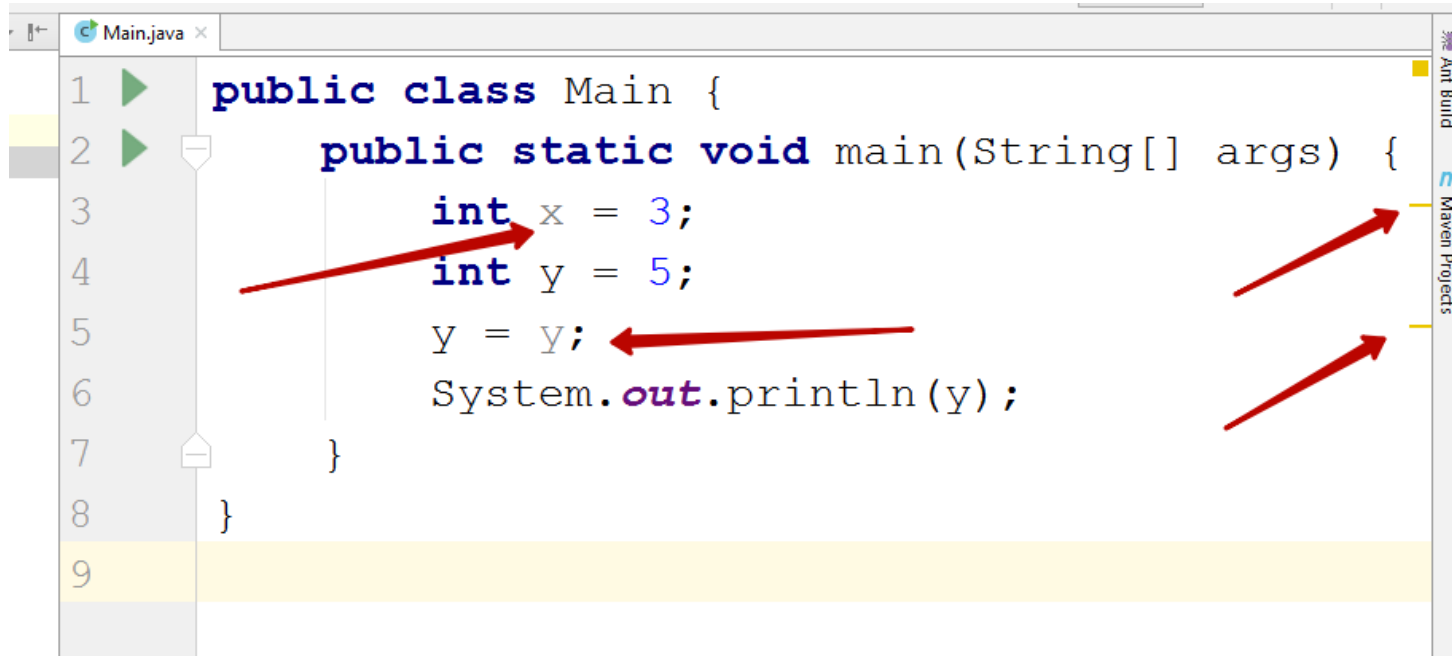 Main.java
1 public class Main {
2 public static void main(String[] args) {
3 int x = 3;
4 int y = 5;
5 y = y;
6 System.out.println(y);
7 }
8 }
9
Ant Build
Maven Projects